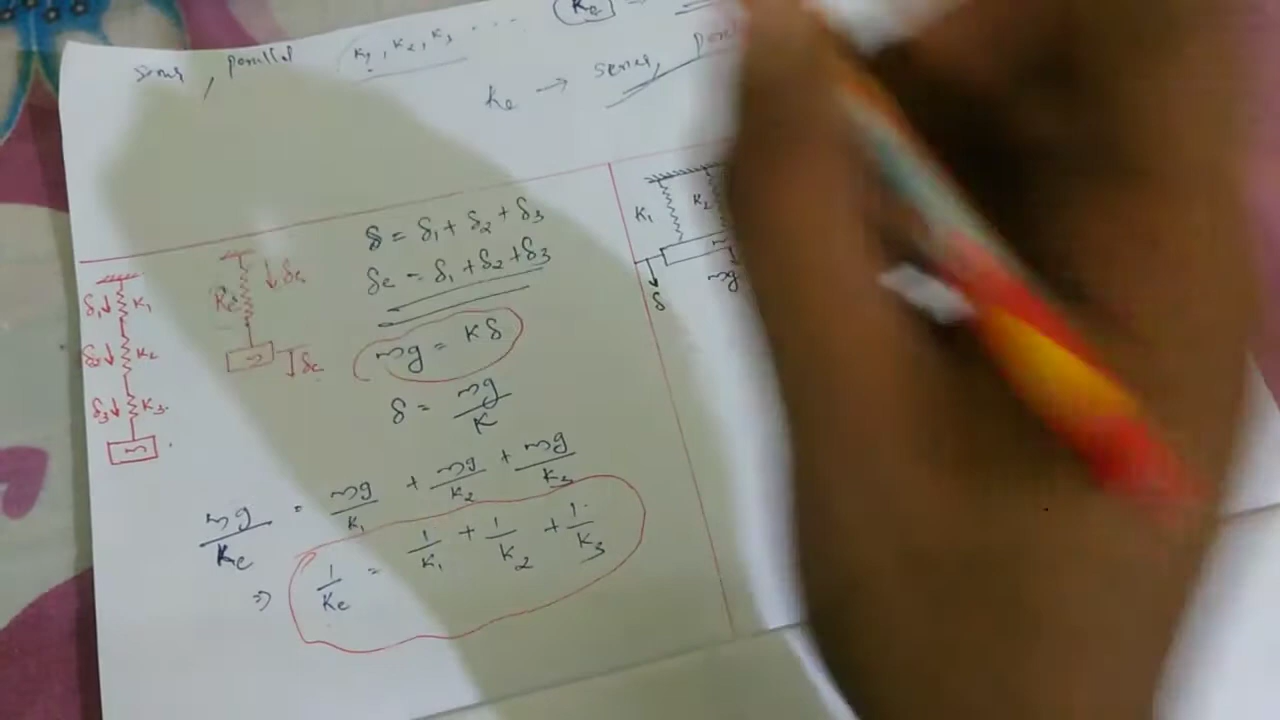 series, parallel K₁, K₂, K₃ ....
Ke
Ke → series,
δ = δ₁ + δ₂ + δ₃
δe = δ₁ + δ₂ + δ₃
mg = Kδ
δ = mg/K
mg/Ke = mg/K₁ + mg/K₂ + mg/K₃
⇒ 1/Ke = 1/K₁ + 1/K₂ + 1/K₃
δ₁↓ K₁
δ₂↓ K₂
δ₃↓ K₃
m
Ke ↓δe
m ↓δe
K₁ K₂
m
δ